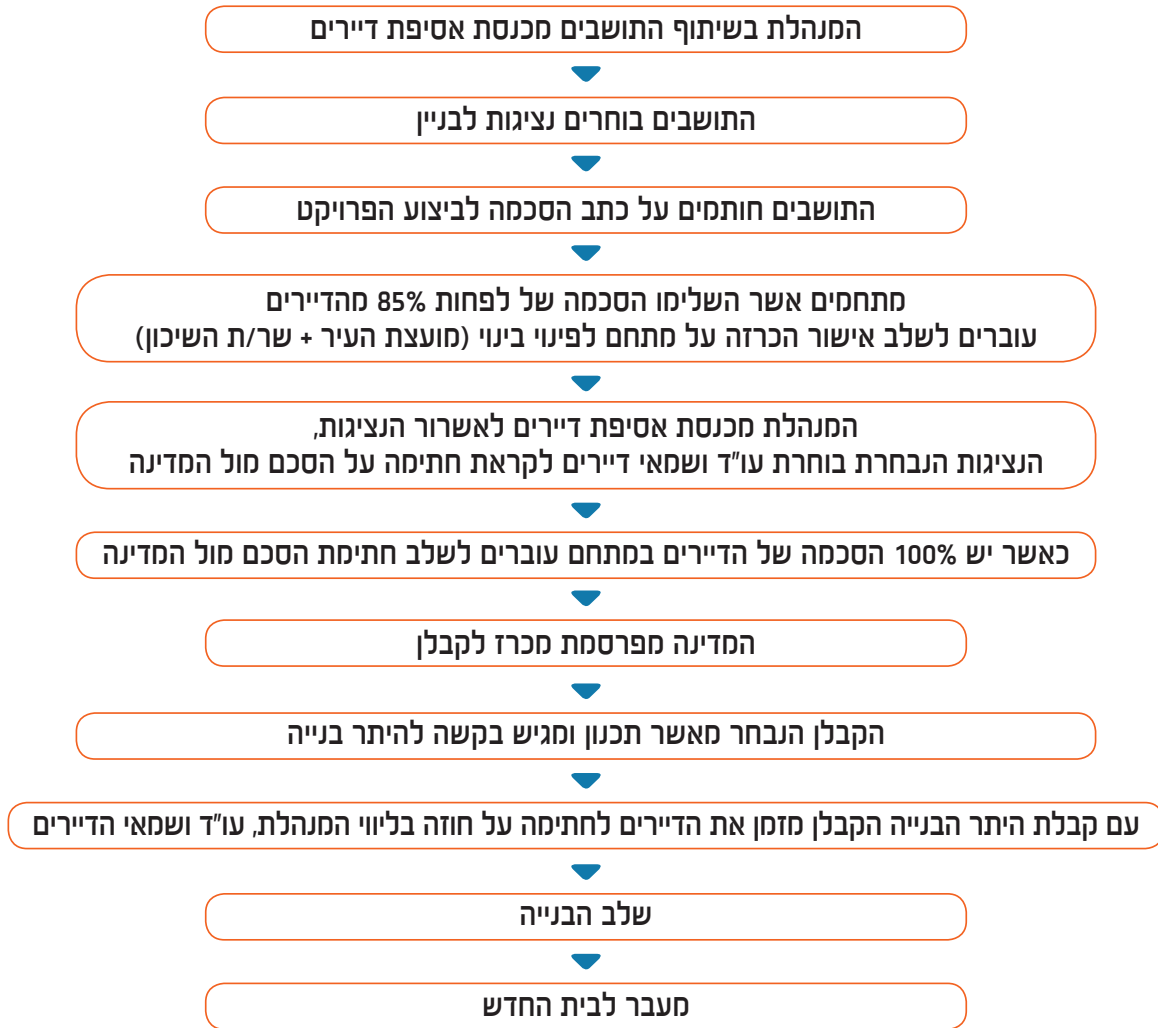 המנהלת בשיתוף התושבים מכנסת אסיפת דיירים
התושבים בוחרים נציגות לבניין
התושבים חותמים על כתב הסכמה לביצוע הפרויקט
מתחמים אשר השלימו הסכמה של לפחות 85% מהדיירים
עוברים לשלב אישור הכרזה על מתחם לפינוי בינוי (מועצת העיר + שר/ת השיכון)
המנהלת מכנסת אסיפת דיירים לאשרור הנציגות,
הנציגות הנבחרת בוחרת עו"ד ושמאי דיירים לקראת חתימה על הסכם מול המדינה
כאשר יש 100% הסכמה של הדיירים במתחם עוברים לשלב חתימת הסכם מול המדינה
המדינה מפרסמת מכרז לקבלן
הקבלן הנבחר מאשר תכנון ומגיש בקשה להיתר בנייה
עם קבלת היתר הבנייה הקבלן מזמן את הדיירים לחתימה על חוזה בליווי המנהלת, עו"ד ושמאי הדיירים
שלב הבנייה
מעבר לבית החדש